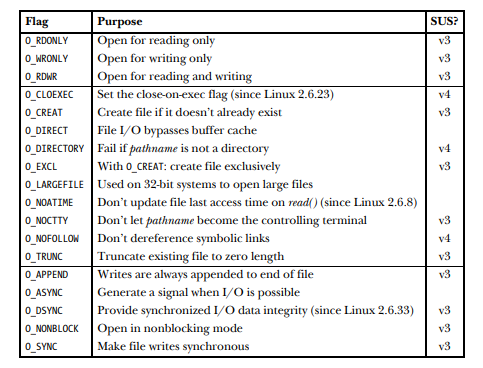 Flag Purpose SUS?
O_RDONLY Open for reading only v3
O_WRONLY Open for writing only v3
O_RDWR Open for reading and writing v3
O_CLOEXEC Set the close-on-exec flag (since Linux 2.6.23) v4
O_CREAT Create file if it doesn't already exist v3
O_DIRECT File I/O bypasses buffer cache
O_DIRECTORY Fail if pathname is not a directory v4
O_EXCL With O_CREAT: create file exclusively v3
O_LARGEFILE Used on 32-bit systems to open large files
O_NOATIME Don't update file last access time on read() (since Linux 2.6.8)
O_NOCTTY Don't let pathname become the controlling terminal v3
O_NOFOLLOW Don't dereference symbolic links v4
O_TRUNC Truncate existing file to zero length v3
O_APPEND Writes are always appended to end of file v3
O_ASYNC Generate a signal when I/O is possible
O_DSYNC Provide synchronized I/O data integrity (since Linux 2.6.33) v3
O_NONBLOCK Open in nonblocking mode v3
O_SYNC Make file writes synchronous v3